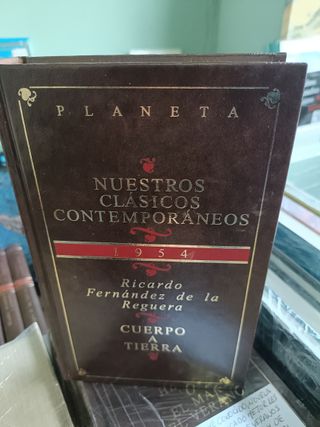 PLANETA
NUESTROS
CLÁSICOS
CONTEMPORÁNEOS
1954
Ricardo
Fernández de la
Reguera
CUERPO
A
TIERRA